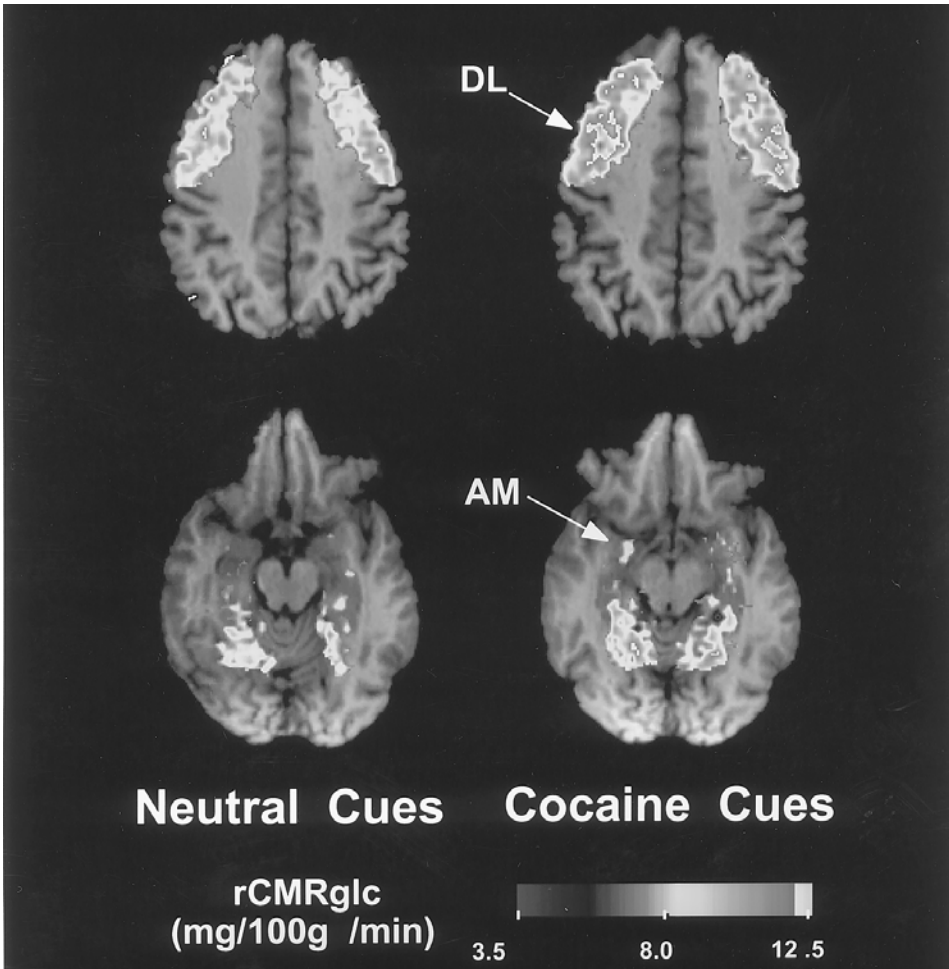 DL
AM
Neutral Cues
Cocaine Cues
rCMRglc
(mg/100g /min)
3.5
8.0
12 .5